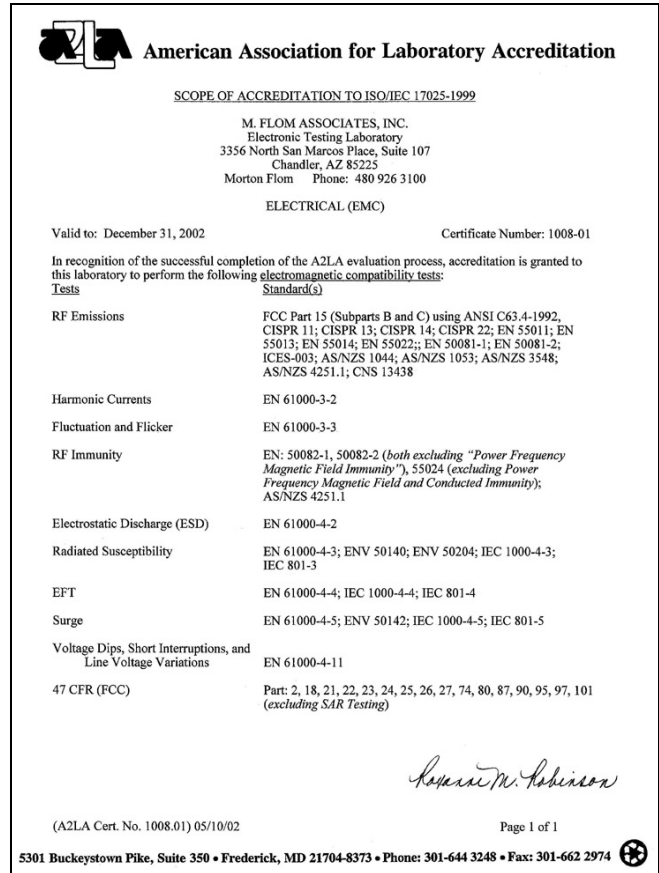 A2LA American Association for Laboratory Accreditation
SCOPE OF ACCREDITATION TO ISO/IEC 17025-1999
M. FLOM ASSOCIATES, INC.
Electronic Testing Laboratory
3356 North San Marcos Place, Suite 107
Chandler, AZ 85225
Morton Flom Phone: 480 926 3100
ELECTRICAL (EMC)
Valid to: December 31, 2002 Certificate Number: 1008-01
In recognition of the successful completion of the A2LA evaluation process, accreditation is granted to
this laboratory to perform the following electromagnetic compatibility tests:
Tests Standard(s)
RF Emissions FCC Part 15 (Subparts B and C) using ANSI C63.4-1992,
CISPR 11; CISPR 13; CISPR 14; CISPR 22; EN 55011; EN
55013; EN 55014; EN 55022;; EN 50081-1; EN 50081-2;
ICES-003; AS/NZS 1044; AS/NZS 1053; AS/NZS 3548;
AS/NZS 4251.1; CNS 13438
Harmonic Currents EN 61000-3-2
Fluctuation and Flicker EN 61000-3-3
RF Immunity EN: 50082-1, 50082-2 (both excluding "Power Frequency
Magnetic Field Immunity"), 55024 (excluding Power
Frequency Magnetic Field and Conducted Immunity);
AS/NZS 4251.1
Electrostatic Discharge (ESD) EN 61000-4-2
Radiated Susceptibility EN 61000-4-3; ENV 50140; ENV 50204; IEC 1000-4-3;
IEC 801-3
EFT EN 61000-4-4; IEC 1000-4-4; IEC 801-4
Surge EN 61000-4-5; ENV 50142; IEC 1000-4-5; IEC 801-5
Voltage Dips, Short Interruptions, and
Line Voltage Variations EN 61000-4-11
47 CFR (FCC) Part: 2, 18, 21, 22, 23, 24, 25, 26, 27, 74, 80, 87, 90, 95, 97, 101
(excluding SAR Testing)
Roxanne M. Robinson
(A2LA Cert. No. 1008.01) 05/10/02 Page 1 of 1
5301 Buckeystown Pike, Suite 350 • Frederick, MD 21704-8373 • Phone: 301-644 3248 • Fax: 301-662 2974